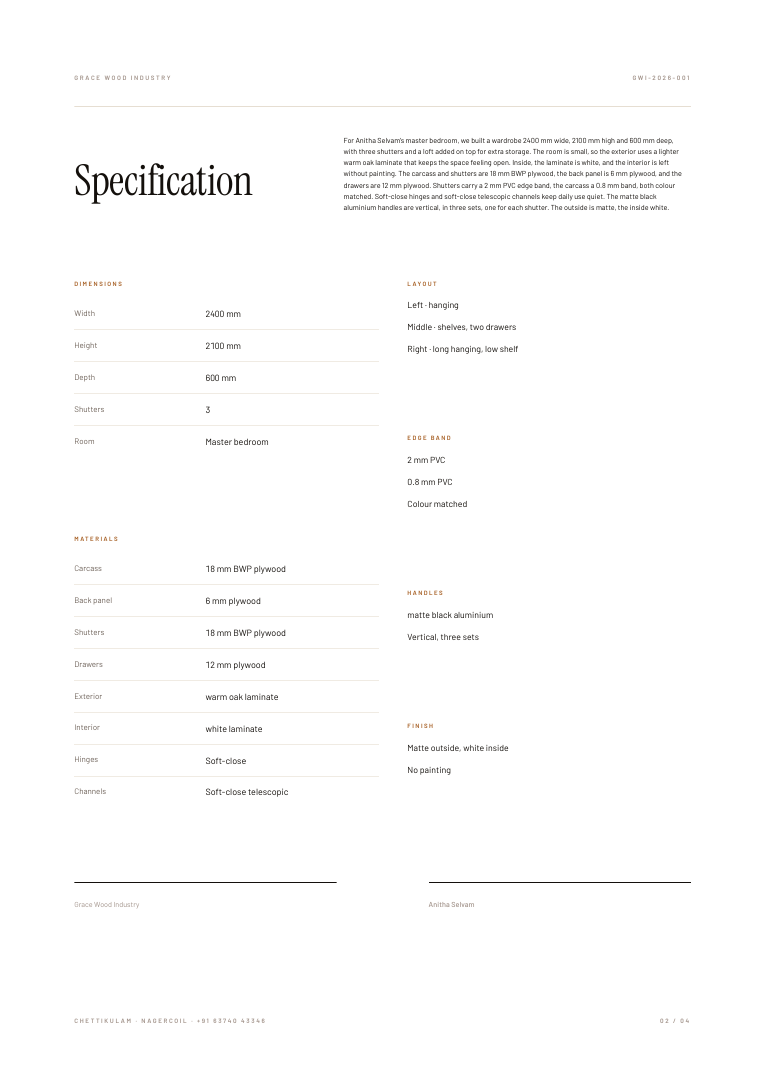 GRACE WOOD INDUSTRY
GWI-2026-001
Specification
For Anitha Selvam's master bedroom, we built a wardrobe 2400 mm wide, 2100 mm high and 600 mm deep,
with three shutters and a loft added on top for extra storage. The room is small, so the exterior uses a lighter
warm oak laminate that keeps the space feeling open. Inside, the laminate is white, and the interior is left
without painting. The carcass and shutters are 18 mm BWP plywood, the back panel is 6 mm plywood, and the
drawers are 12 mm plywood. Shutters carry a 2 mm PVC edge band, the carcass a 0.8 mm band, both colour
matched. Soft-close hinges and soft-close telescopic channels keep daily use quiet. The matte black
aluminium handles are vertical, in three sets, one for each shutter. The outside is matte, the inside white.
DIMENSIONS
Width 2400 mm
Height 2100 mm
Depth 600 mm
Shutters 3
Room Master bedroom
MATERIALS
Carcass 18 mm BWP plywood
Back panel 6 mm plywood
Shutters 18 mm BWP plywood
Drawers 12 mm plywood
Exterior warm oak laminate
Interior white laminate
Hinges Soft-close
Channels Soft-close telescopic
LAYOUT
Left · hanging
Middle · shelves, two drawers
Right · long hanging, low shelf
EDGE BAND
2 mm PVC
0.8 mm PVC
Colour matched
HANDLES
matte black aluminium
Vertical, three sets
FINISH
Matte outside, white inside
No painting
Grace Wood Industry
Anitha Selvam
CHETTIKULAM · NAGERCOIL · +91 63740 43346
02 / 04